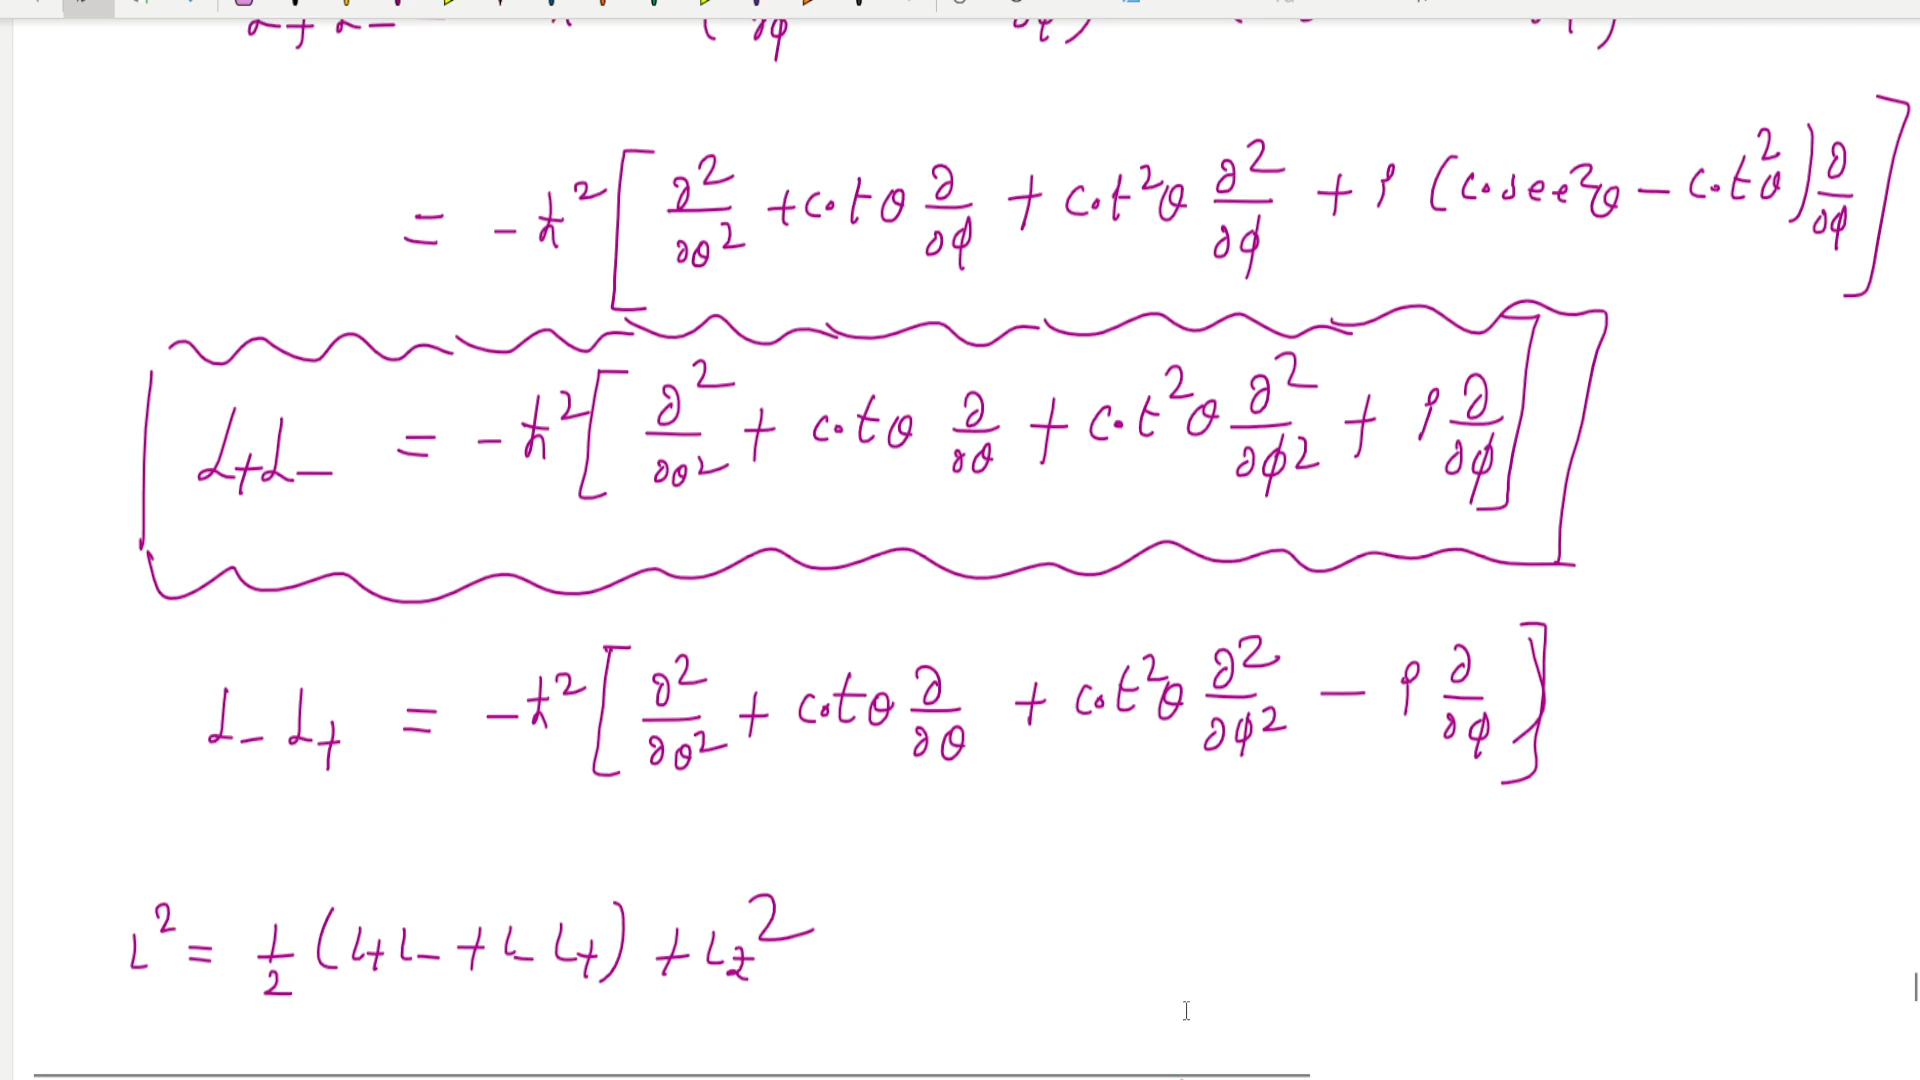 = -ħ² [ ∂²/∂θ² + cot θ ∂/∂φ + cot²θ ∂²/∂φ + i (cosec²θ - cot²θ) ∂/∂φ ]
L+L- = -ħ² [ ∂²/∂θ² + cot θ ∂/∂θ + cot²θ ∂²/∂φ² + i ∂/∂φ ]
L- L+ = -ħ² [ ∂²/∂θ² + cot θ ∂/∂θ + cot²θ ∂²/∂φ² - i ∂/∂φ ]
L² = 1/2 (L+L- + L- L+) + Lz²